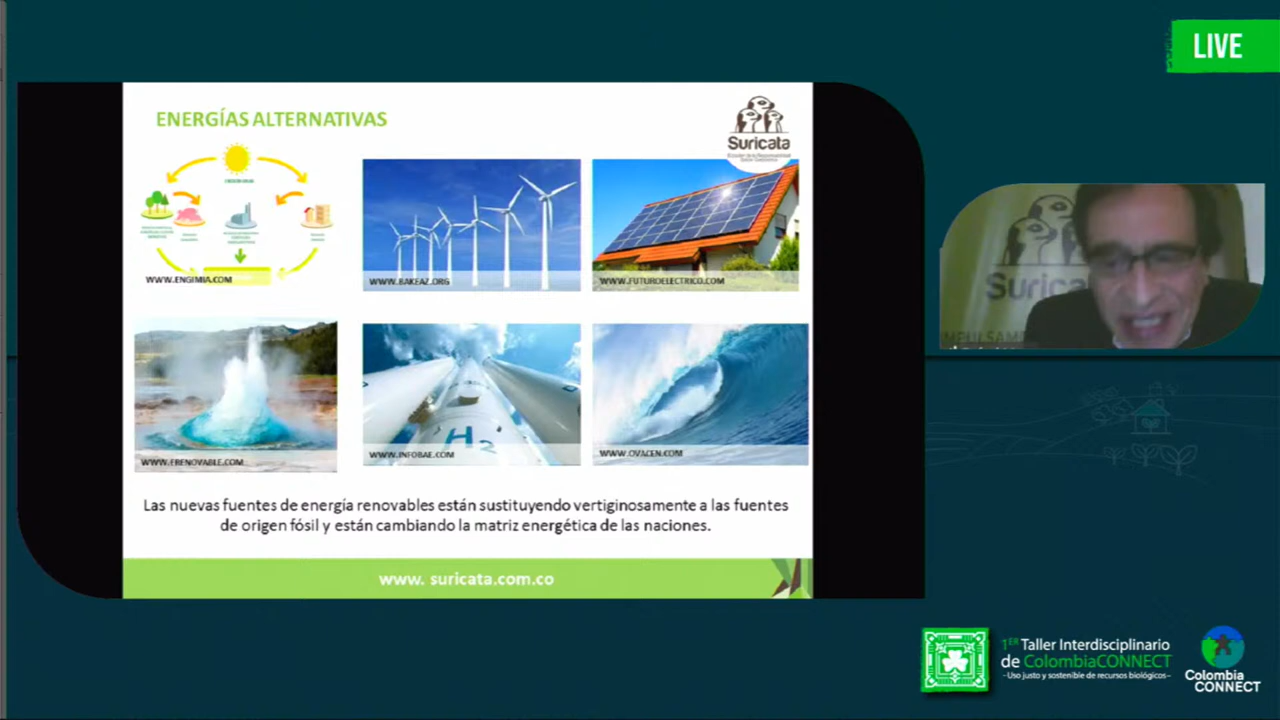 LIVE
ENERGÍAS ALTERNATIVAS
Suricata
WWW.ENGIMIA.COM
WWW.BAKEAZ.ORG
WWW.FUTUROELECTRICO.COM
Suricata
WWW.ERENOVABLE.COM
H2
WWW.INFOBAE.COM
WWW.OVACEN.COM
Las nuevas fuentes de energía renovables están sustituyendo vertiginosamente a las fuentes
de origen fósil y están cambiando la matriz energética de las naciones.
www. suricata.com.co
1ER Taller Interdisciplinario
de ColombiaCONNECT
-Uso justo y sostenible de recursos biológicos-
Colombia
CONNECT